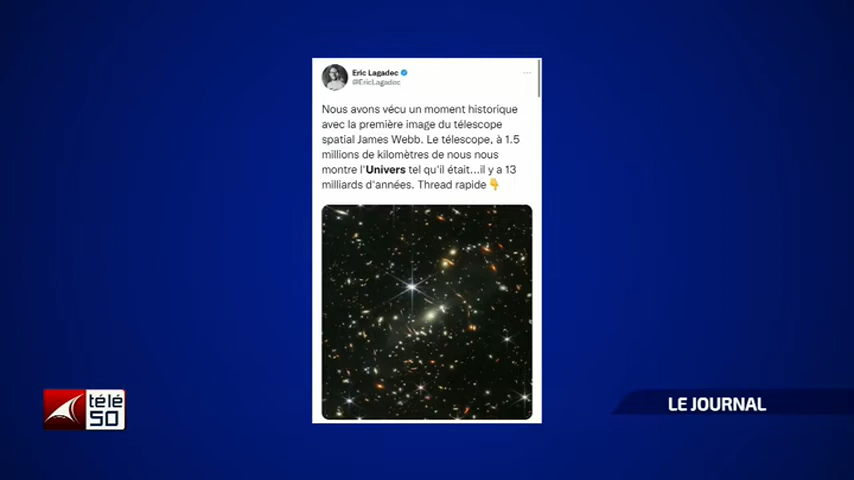 Eric Lagadec
@EricLagadec
Nous avons vécu un moment historique
avec la première image du télescope
spatial James Webb. Le télescope, à 1.5
millions de kilomètres de nous nous
montre l'Univers tel qu'il était...il y a 13
milliards d'années. Thread rapide 👇
télé
50
LE JOURNAL